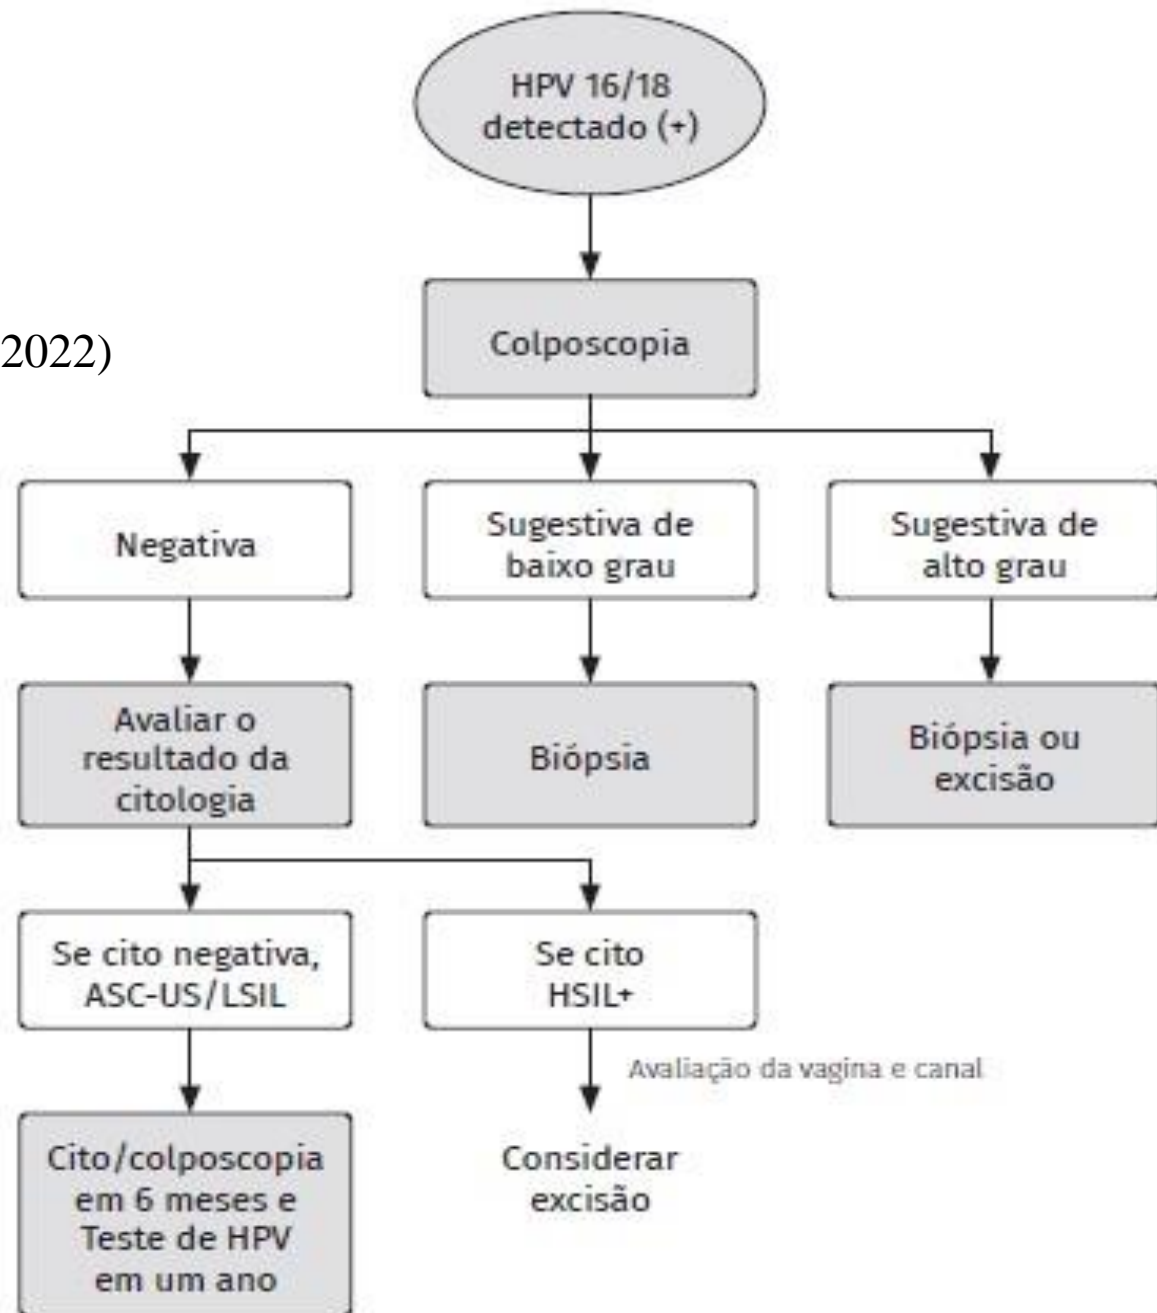 HPV 16/18
detectado (+)
2022)
Colposcopia
Negativa
Sugestiva de
baixo grau
Sugestiva de
alto grau
Avaliar o
resultado da
citologia
Biópsia
Biópsia ou
excisão
Se cito negativa,
ASC-US/LSIL
Se cito
HSIL+
Avaliação da vagina e canal
Cito/colposcopia
em 6 meses e
Teste de HPV
em um ano
Considerar
excisão